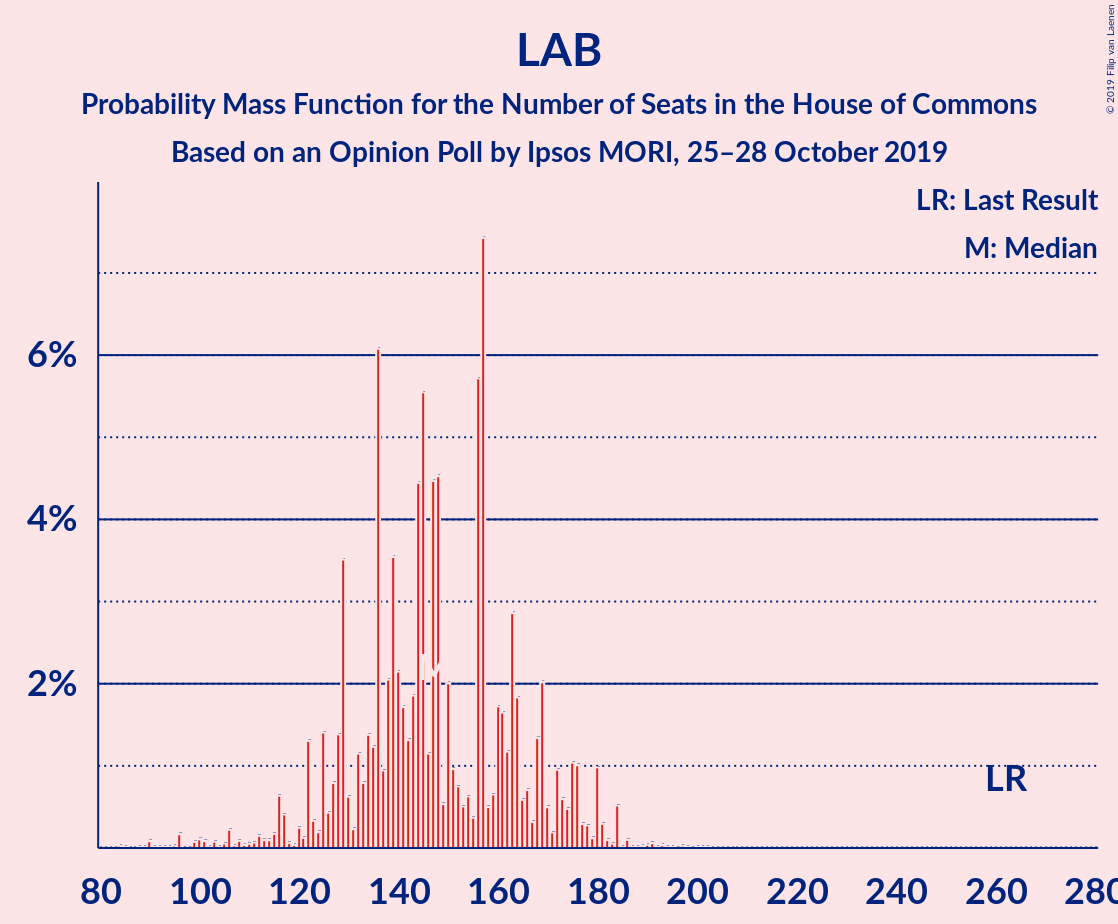 LAB
Probability Mass Function for the Number of Seats in the House of Commons
Based on an Opinion Poll by Ipsos MORI, 25–28 October 2019
© 2019 Filip van Laenen
LR: Last Result
M: Median
6%
4%
2%
M
LR
80 100 120 140 160 180 200 220 240 260 280